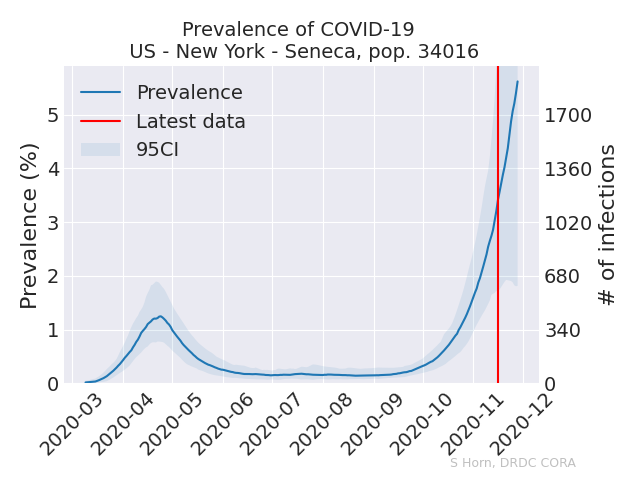 Prevalence of COVID-19
US - New York - Seneca, pop. 34016
Prevalence
Latest data
95CI
Prevalence (%)
5
4
3
2
1
0
1700
1360
1020
680
340
0
# of infections
2020-03
2020-04
2020-05
2020-06
2020-07
2020-08
2020-09
2020-10
2020-11
2020-12
S Horn, DRDC CORA